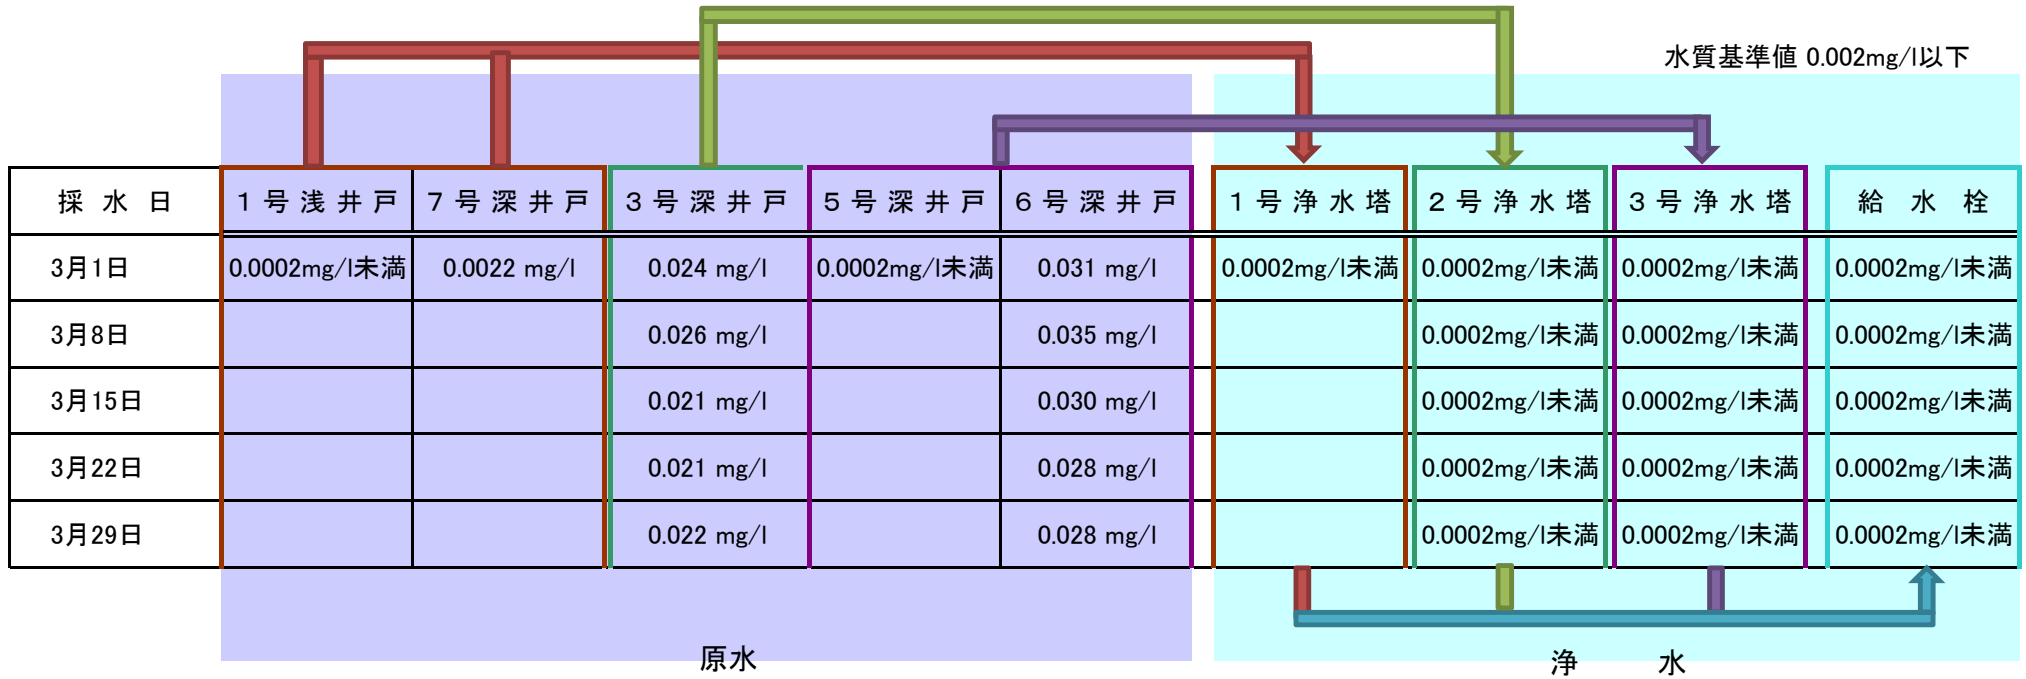 水質基準値 0.002mg/l以下
採 水 日 1 号 浅 井 戸 7 号 深 井 戸 3 号 深 井 戸 5 号 深 井 戸 6 号 深 井 戸 1 号 浄 水 塔 2 号 浄 水 塔 3 号 浄 水 塔 給 水 栓
3月1日 0.0002mg/l未満 0.0022 mg/l 0.024 mg/l 0.0002mg/l未満 0.031 mg/l 0.0002mg/l未満 0.0002mg/l未満 0.0002mg/l未満 0.0002mg/l未満
3月8日 0.026 mg/l 0.035 mg/l 0.0002mg/l未満 0.0002mg/l未満 0.0002mg/l未満
3月15日 0.021 mg/l 0.030 mg/l 0.0002mg/l未満 0.0002mg/l未満 0.0002mg/l未満
3月22日 0.021 mg/l 0.028 mg/l 0.0002mg/l未満 0.0002mg/l未満 0.0002mg/l未満
3月29日 0.022 mg/l 0.028 mg/l 0.0002mg/l未満 0.0002mg/l未満 0.0002mg/l未満
原水 浄 水